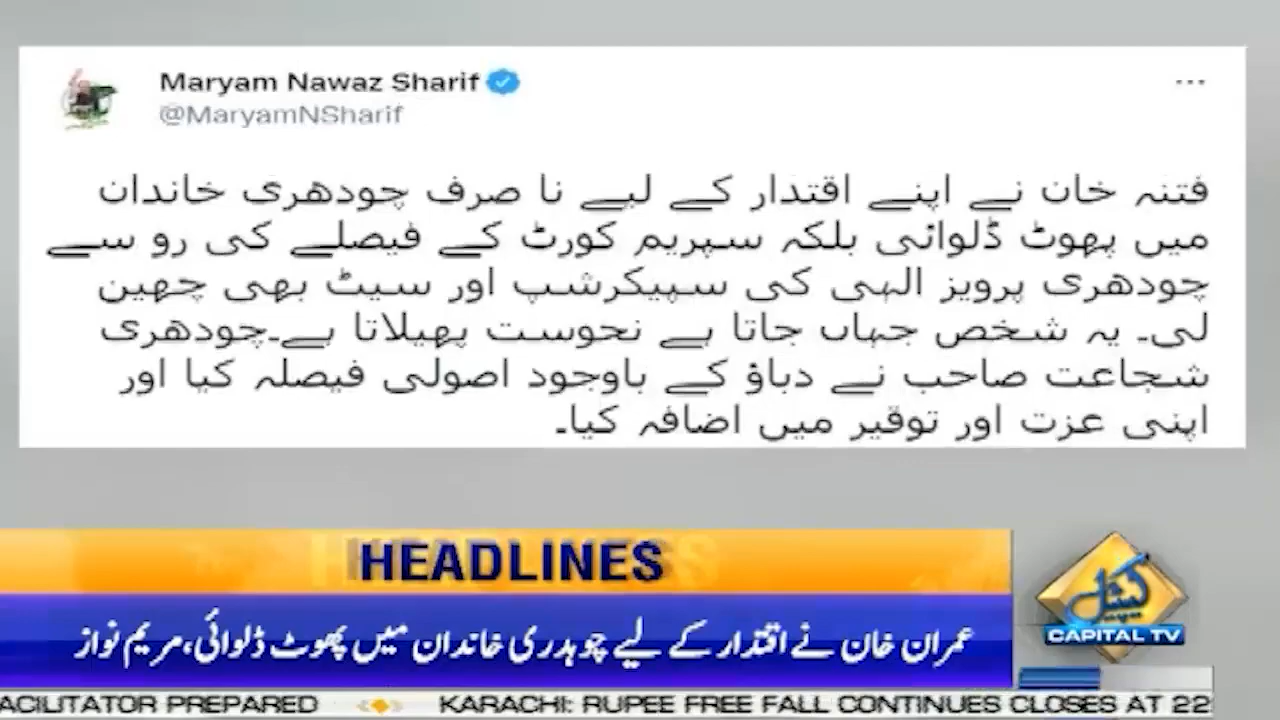 Maryam Nawaz Sharif
@MaryamNSharif
فتنہ خان نے اپنے اقتدار کے لیے نا صرف چودھری خاندان
میں پھوٹ ڈلوائی بلکہ سپریم کورٹ کے فیصلے کی رو سے
چودھری پرویز الہی کی سپیکرشپ اور سیٹ بھی چھین
لی۔ یہ شخص جہاں جاتا ہے نحوست پھیلاتا ہے۔چودھری
شجاعت صاحب نے دباؤ کے باوجود اصولی فیصلہ کیا اور
اپنی عزت اور توقیر میں اضافہ کیا۔
HEADLINES
عمران خان نے اقتدار کے لیے چوہدری خاندان میں پھوٹ ڈلوائی، مریم نواز
کیپیٹل
CAPITAL TV
ACILITATOR PREPARED KARACHI: RUPEE FREE FALL CONTINUES CLOSES AT 22